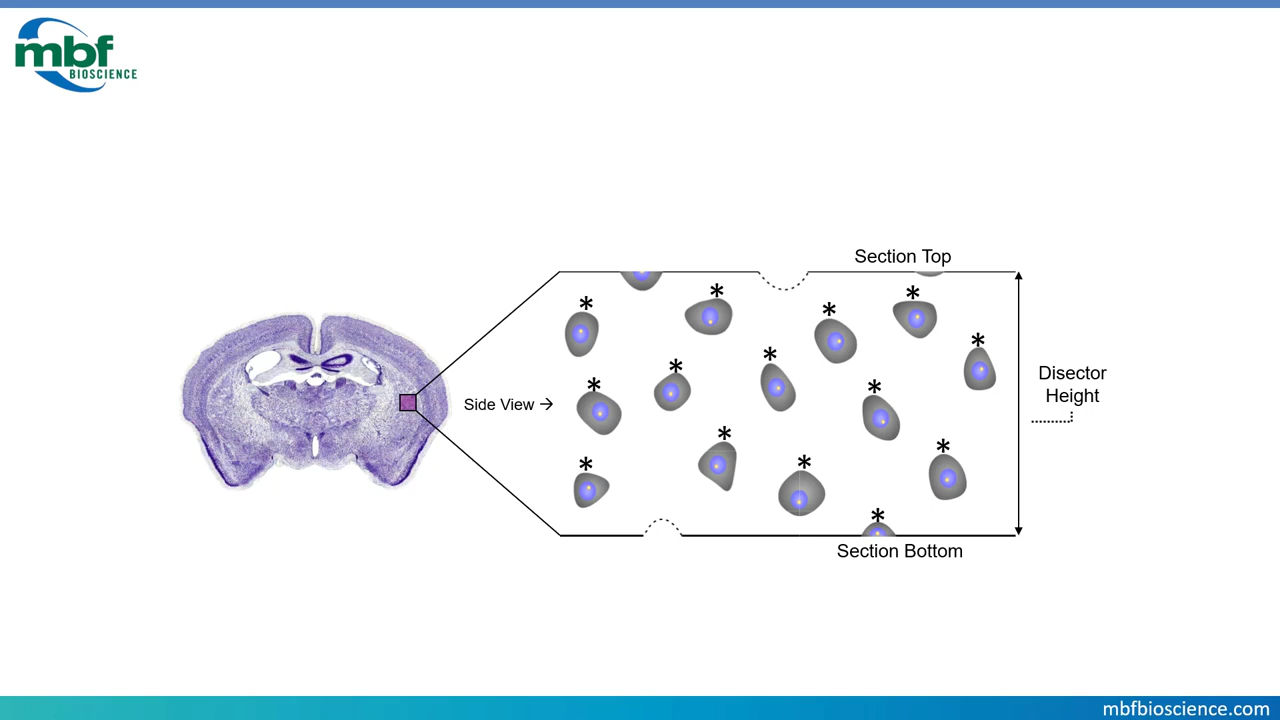 mbf
BIOSCIENCE
Section Top
* * * * * * * * * * * * * *
Side View →
Disector
Height
Section Bottom
mbfbioscience.com